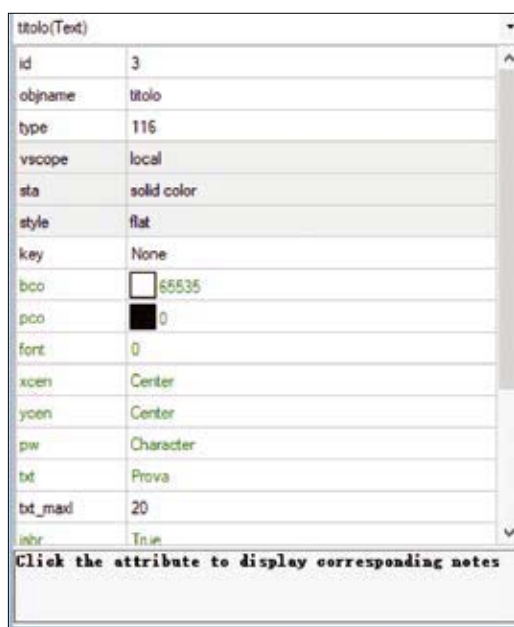 titolo(Text)
id 3
objname titolo
type 116
vscope local
sta solid color
style flat
key None
bco 65535
pco 0
font 0
xcen Center
ycen Center
pw Character
txt Prova
txt_maxl 20
isbr True
Click the attribute to display corresponding notes